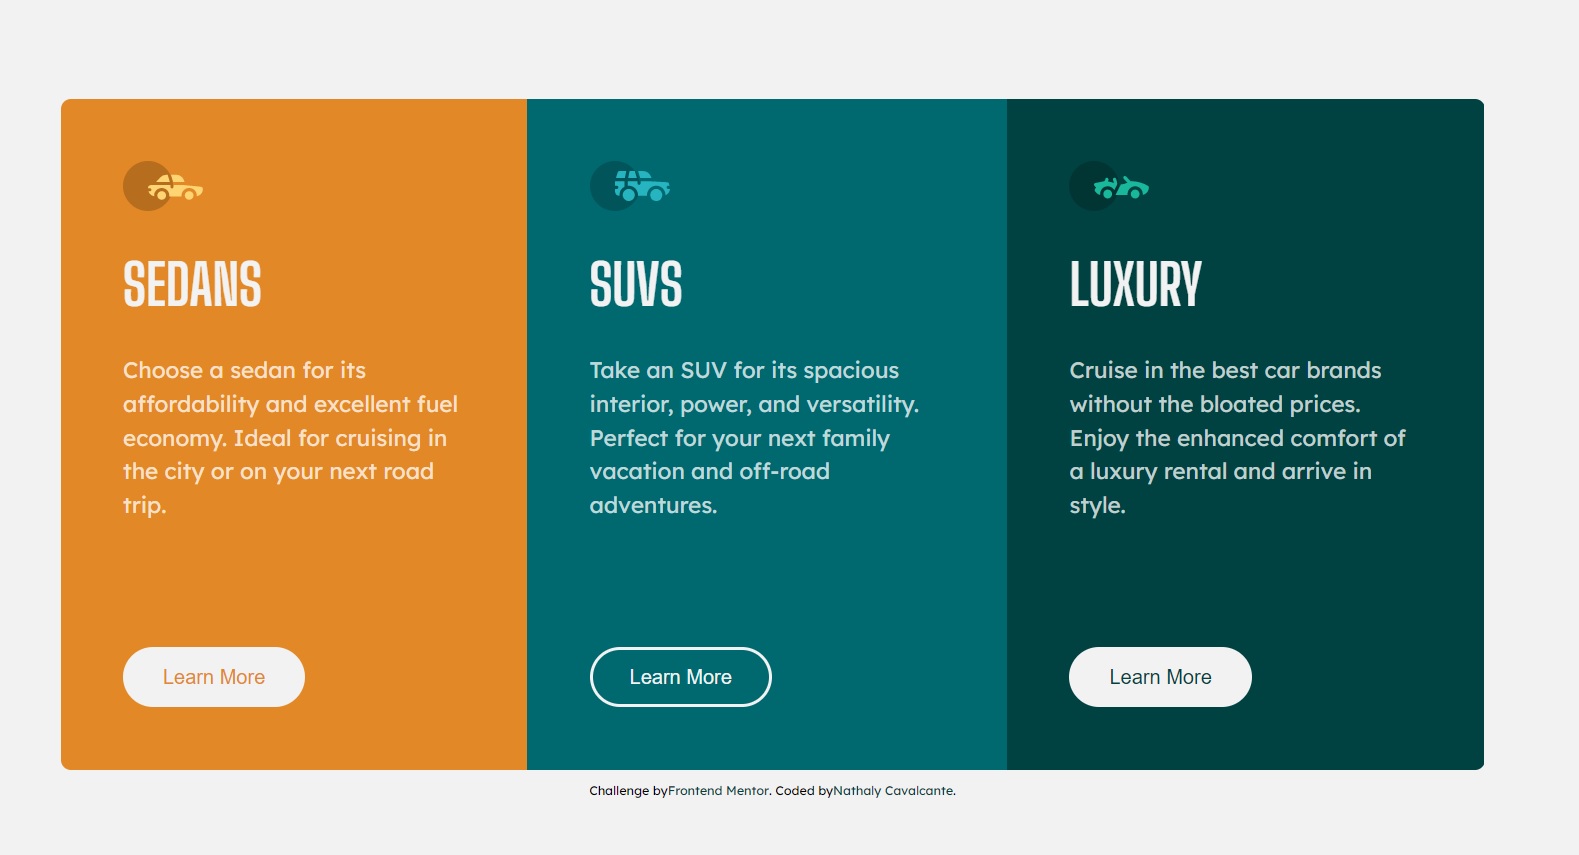 SEDANS
Choose a sedan for its
affordability and excellent fuel
economy. Ideal for cruising in
the city or on your next road
trip.
Learn More
SUVS
Take an SUV for its spacious
interior, power, and versatility.
Perfect for your next family
vacation and off-road
adventures.
Learn More
LUXURY
Cruise in the best car brands
without the bloated prices.
Enjoy the enhanced comfort of
a luxury rental and arrive in
style.
Learn More
Challenge byFrontend Mentor. Coded byNathaly Cavalcante.